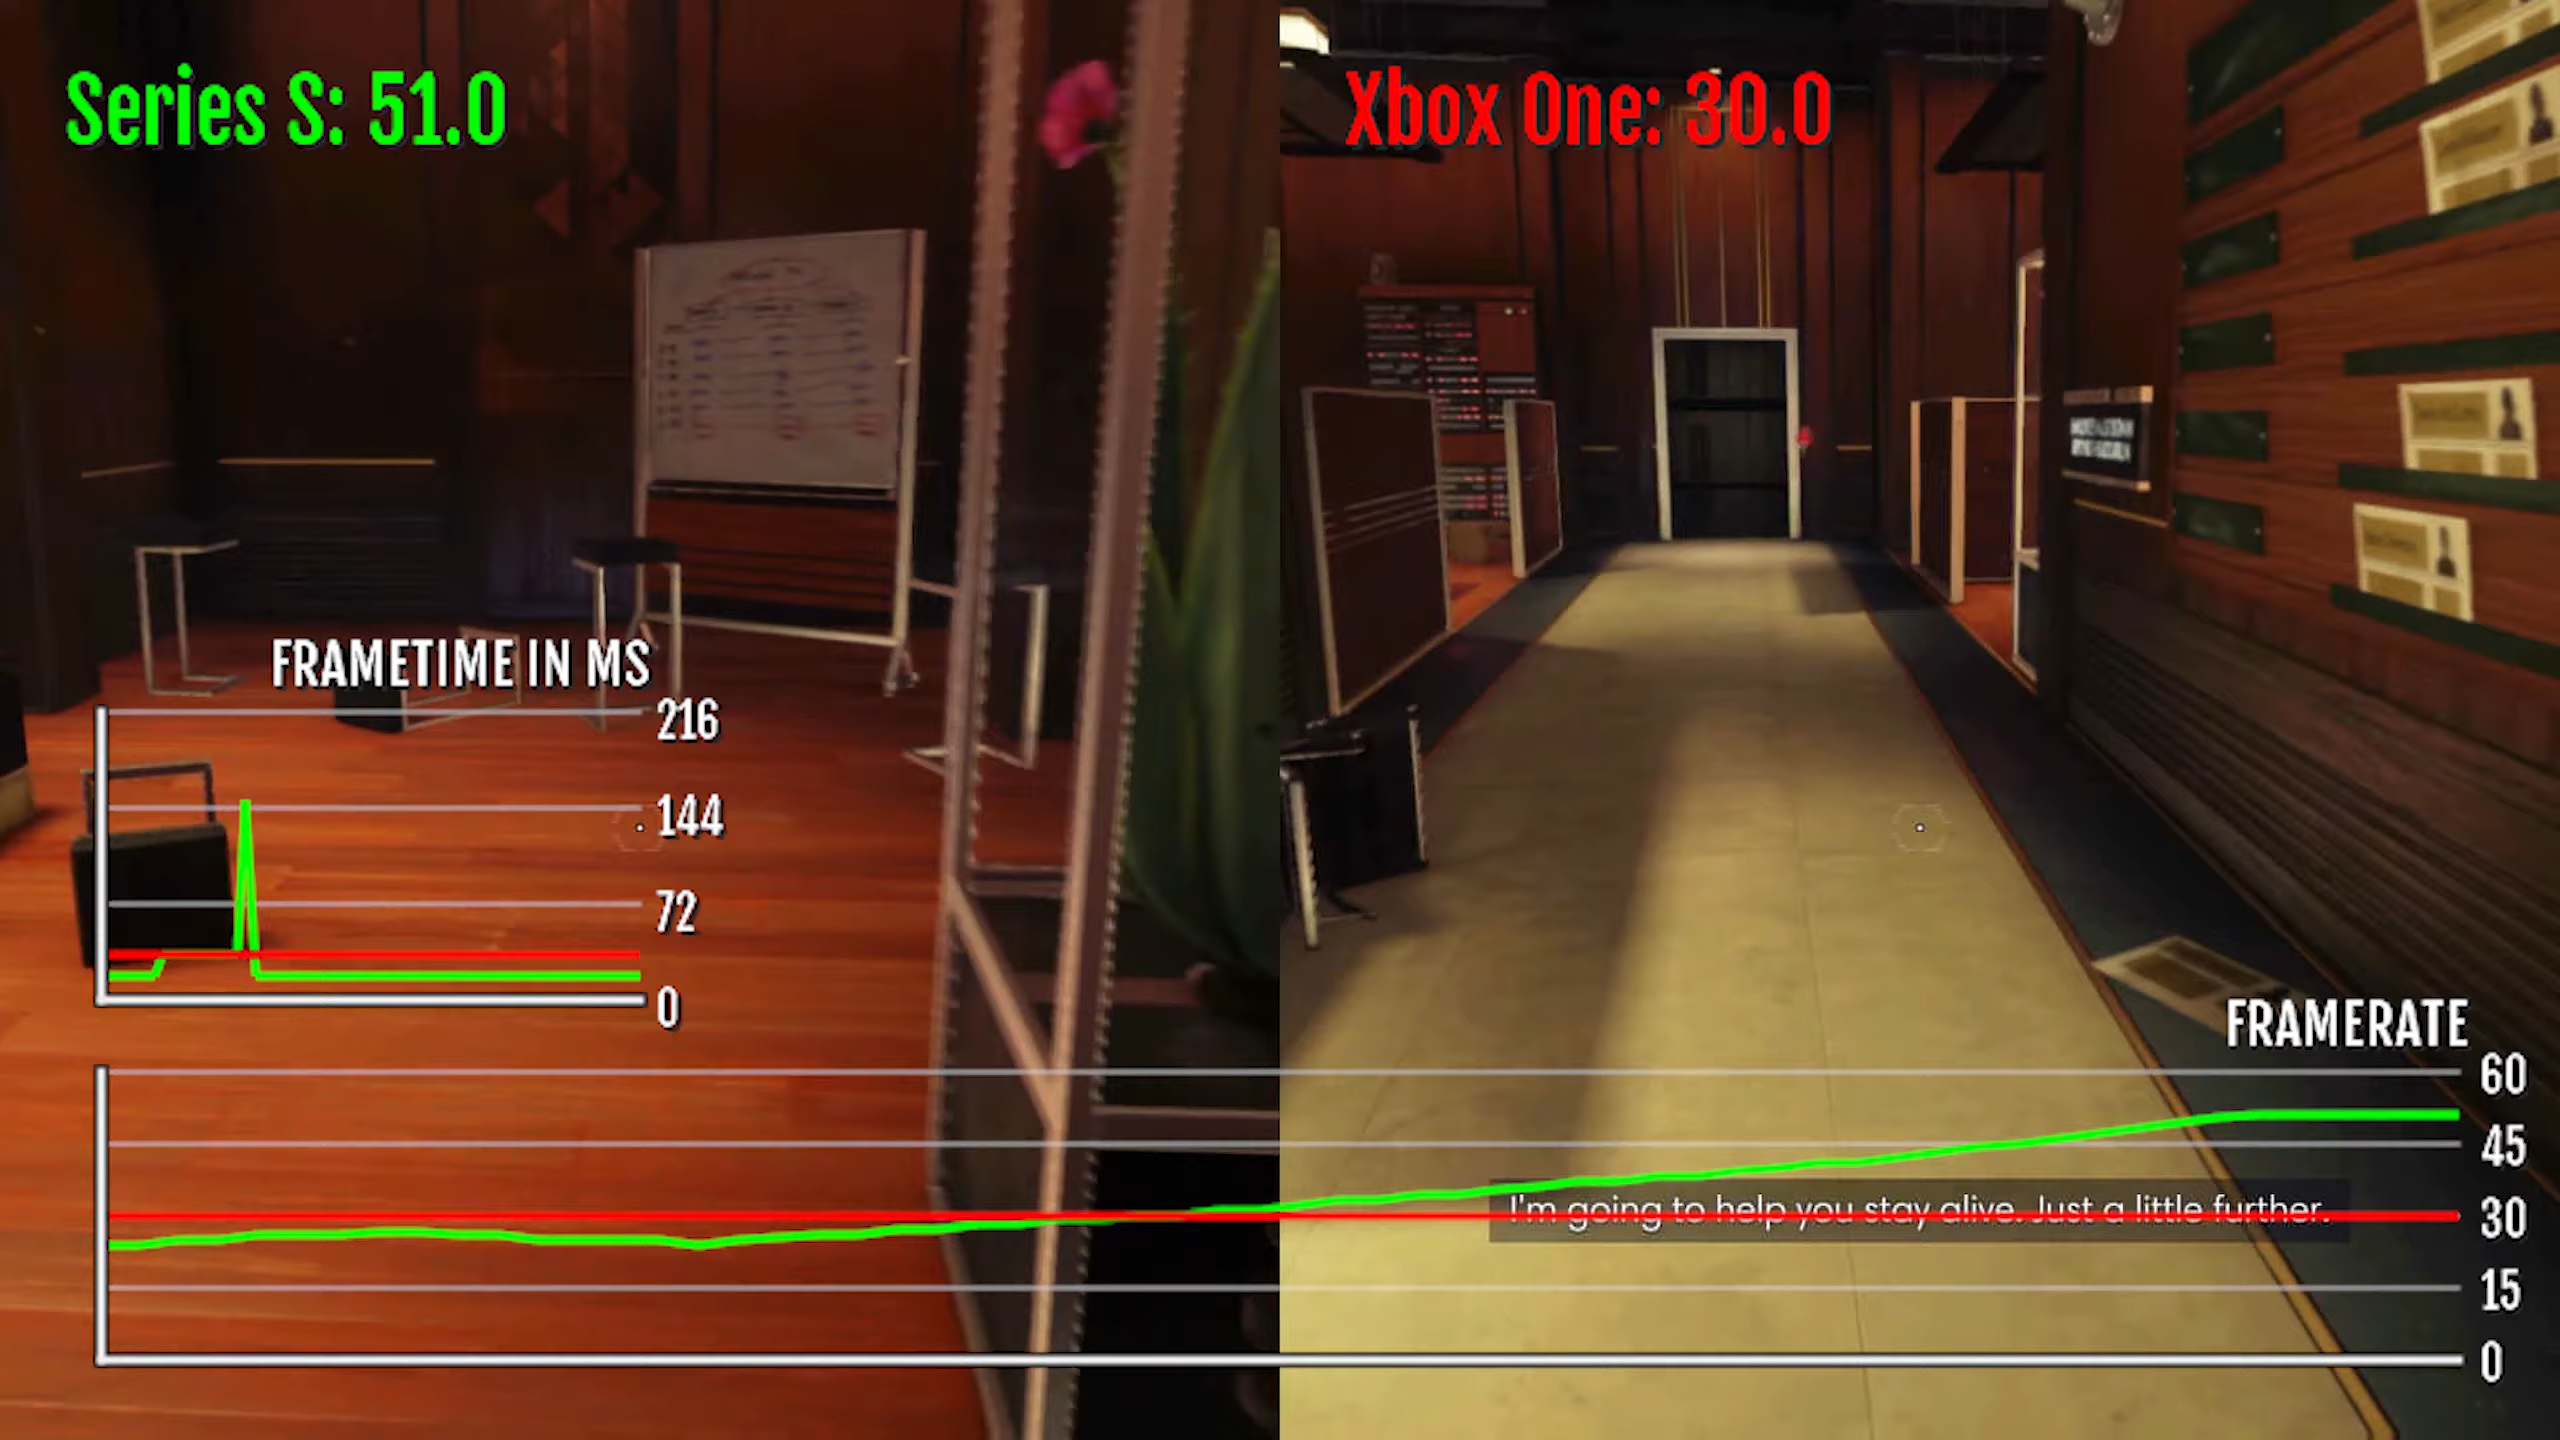 Series S: 51.0
Xbox One: 30.0
FRAMETIME IN MS
216
144
72
0
FRAMERATE
60
45
I'm going to help you stay alive. Just a little further.
30
15
0